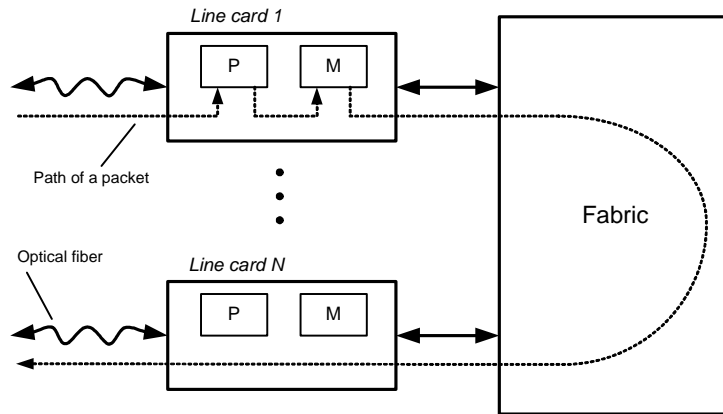 Line card 1
P
M
Path of a packet
Fabric
Optical fiber
Line card N
P
M